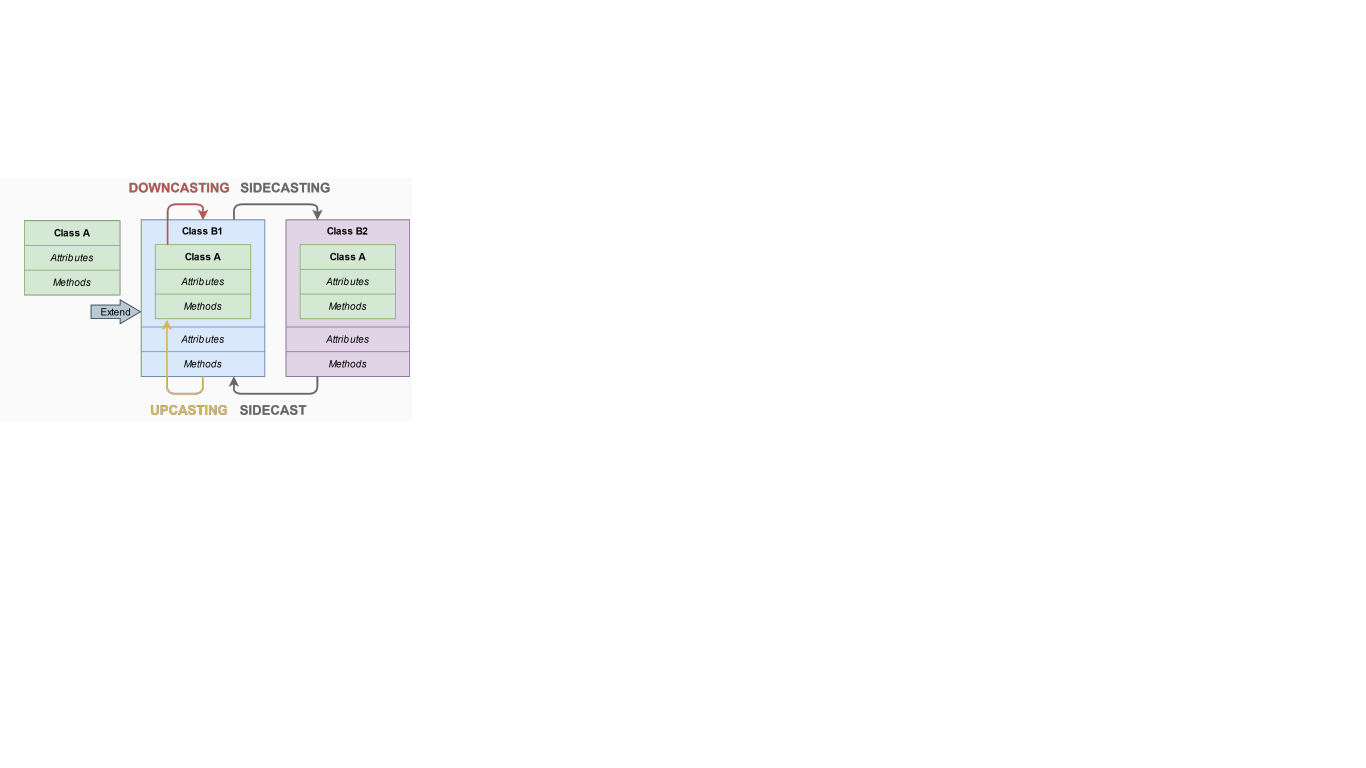 DOWNCASTING SIDECASTING
Class A
Attributes
Methods
Extend
Class B1
Class A
Attributes
Methods
Attributes
Methods
Class B2
Class A
Attributes
Methods
Attributes
Methods
UPCASTING SIDECAST